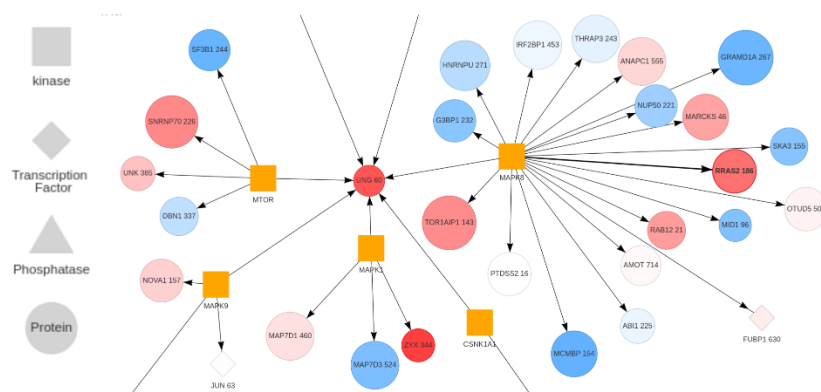 kinase
Transcription
Factor
Phosphatase
Protein
SF3B1 244
SNRNP70 226
UNK 385
DBN1 337
MTOR
UNG 60
NOVA1 157
MAPK9
JUN 63
MAPK1
MAP7D1 460
MAP7D3 524
ZYX 344
CSNK1A1
HNRNPU 271
IRF2BP1 453
THRAP3 243
ANAPC1 555
GRAMD1A 267
G3BP1 232
NUP50 221
MARCKS 46
MAPK8
SKA3 155
RRAS2 186
OTUD5 50
TOR1AIP1 143
RAB12 21
MID1 96
PTDSS2 16
AMOT 714
ABI1 225
FUBP1 630
MCMBP 154